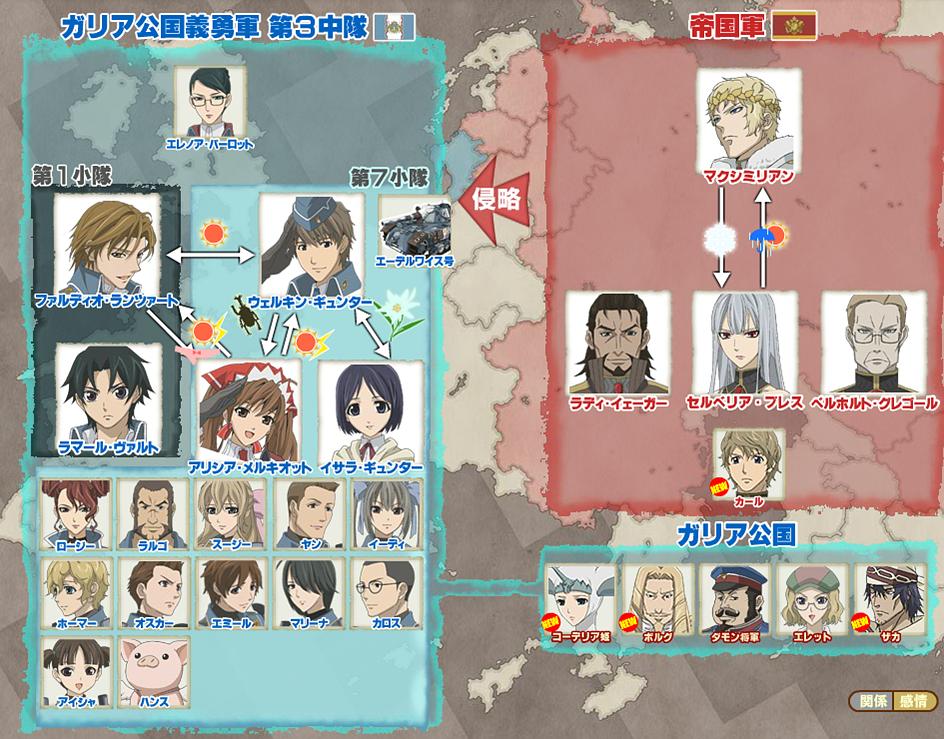 ガリア公国義勇軍 第3中隊
エレノア・バーロット
第1小隊
第7小隊
エーデルワイス号
ファルディオ・ランツァート
ウェルキン・ギュンター
ラマール・ヴァルト
アリシア・メルキオット
イサラ・ギュンター
ロージー
ラルゴ
スージー
ヤン
イーディ
ホーマー
オスカー
エミール
マリーナ
カロス
アイシャ
ハンス
侵略
帝国軍
マクシミリアン
ラディ・イェーガー
セルベリア・ブレス
ベルホルト・グレゴール
NEW
カール
ガリア公国
NEW
コーデリア姫
NEW
ボルグ
ダモン将軍
エレット
NEW
ザカ
関係
感情